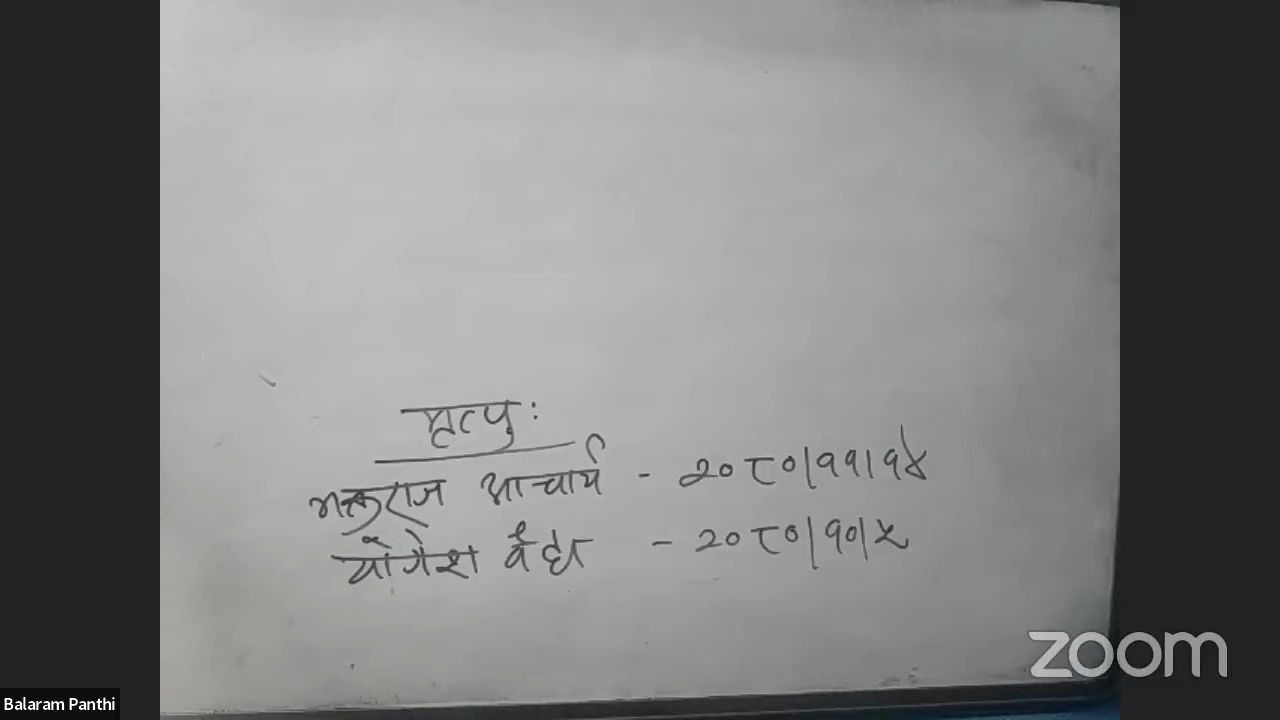 मृत्यु :
भक्तराज आचार्य - २०८०/११/१४
योगेश वैद्य - २०८०/१०/५
zoom
Balaram Panthi